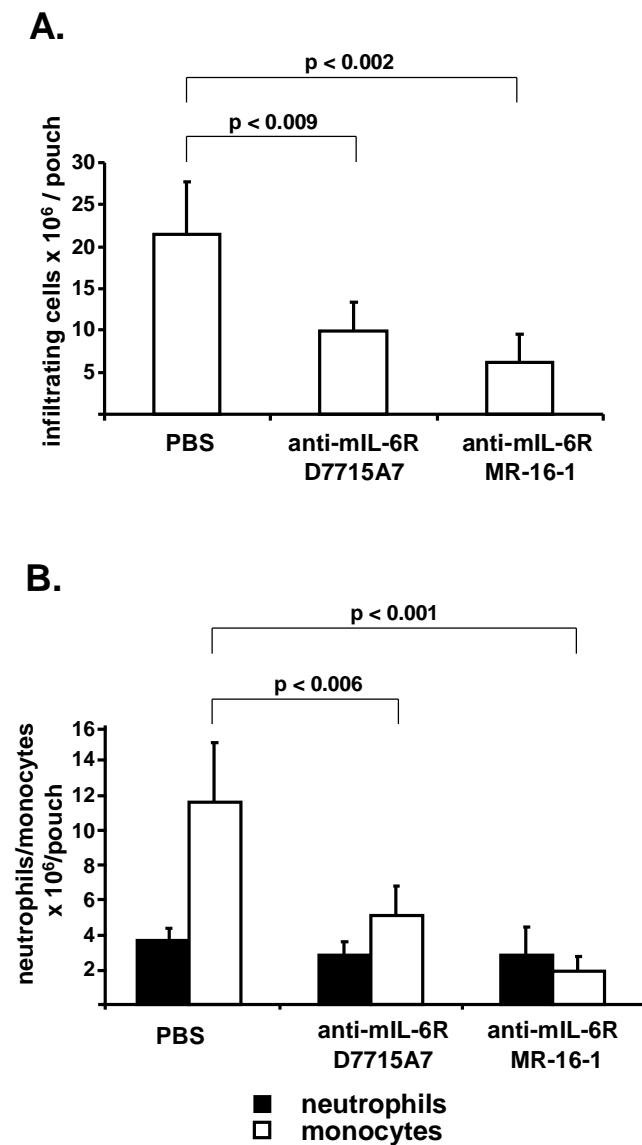 A.
p < 0.002
p < 0.009
infiltrating cells x 10⁶ / pouch
30
25
20
15
10
5
PBS
anti-mIL-6R
D7715A7
anti-mIL-6R
MR-16-1
B.
p < 0.001
p < 0.006
neutrophils/monocytes
x 10⁶/pouch
16
14
12
10
8
6
4
2
PBS
anti-mIL-6R
D7715A7
anti-mIL-6R
MR-16-1
neutrophils
monocytes